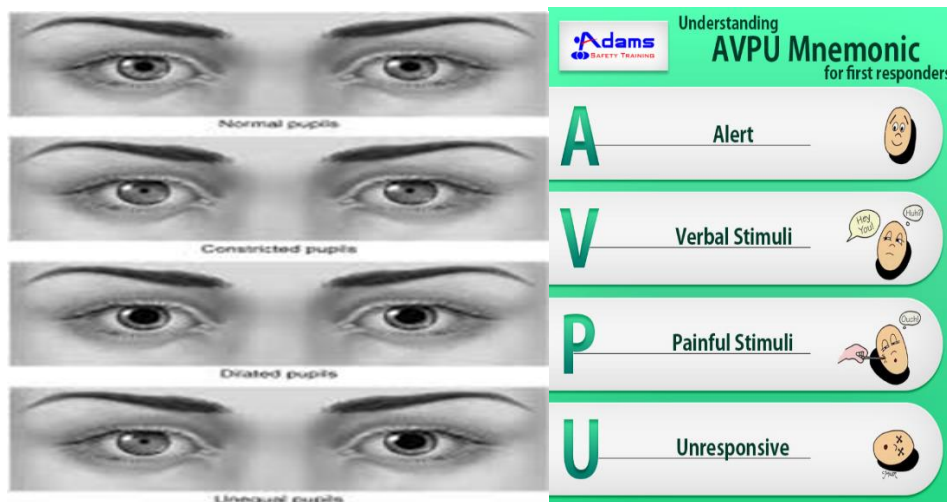 Normal pupils
Constricted pupils
Dilated pupils
Unequal pupils
Adams
SAFETY TRAINING
Understanding
AVPU Mnemonic
for first responders
A
Alert
V
Verbal Stimuli
Hey
You!
Huh?
P
Painful Stimuli
Ouch!
U
Unresponsive